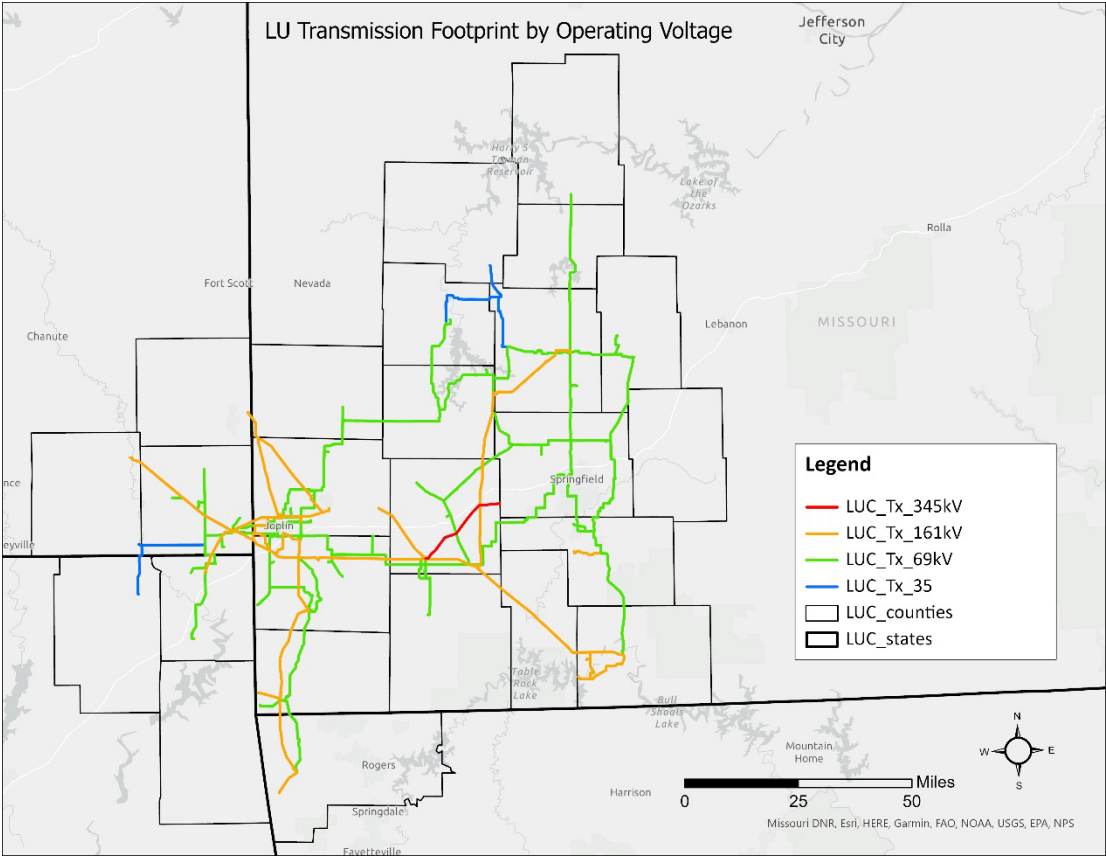 LU Transmission Footprint by Operating Voltage
Jefferson
City
Harry S
Truman
Reservoir
Lake of
the
Ozarks
Rolla
Fort Scott
Nevada
Chanute
Lebanon
MISSOURI
Legend
LUC_Tx_345kV
LUC_Tx_161kV
LUC_Tx_69kV
LUC_Tx_35
LUC_counties
LUC_states
nce
Springfield
Joplin
eyville
Table
Rock
Lake
Bull
Shoals
Lake
N
W
E
S
Mountain
Home
Rogers
Harrison
Springdale
Fayetteville
Miles
0
25
50
Missouri DNR, Esri, HERE, Garmin, FAO, NOAA, USGS, EPA, NPS